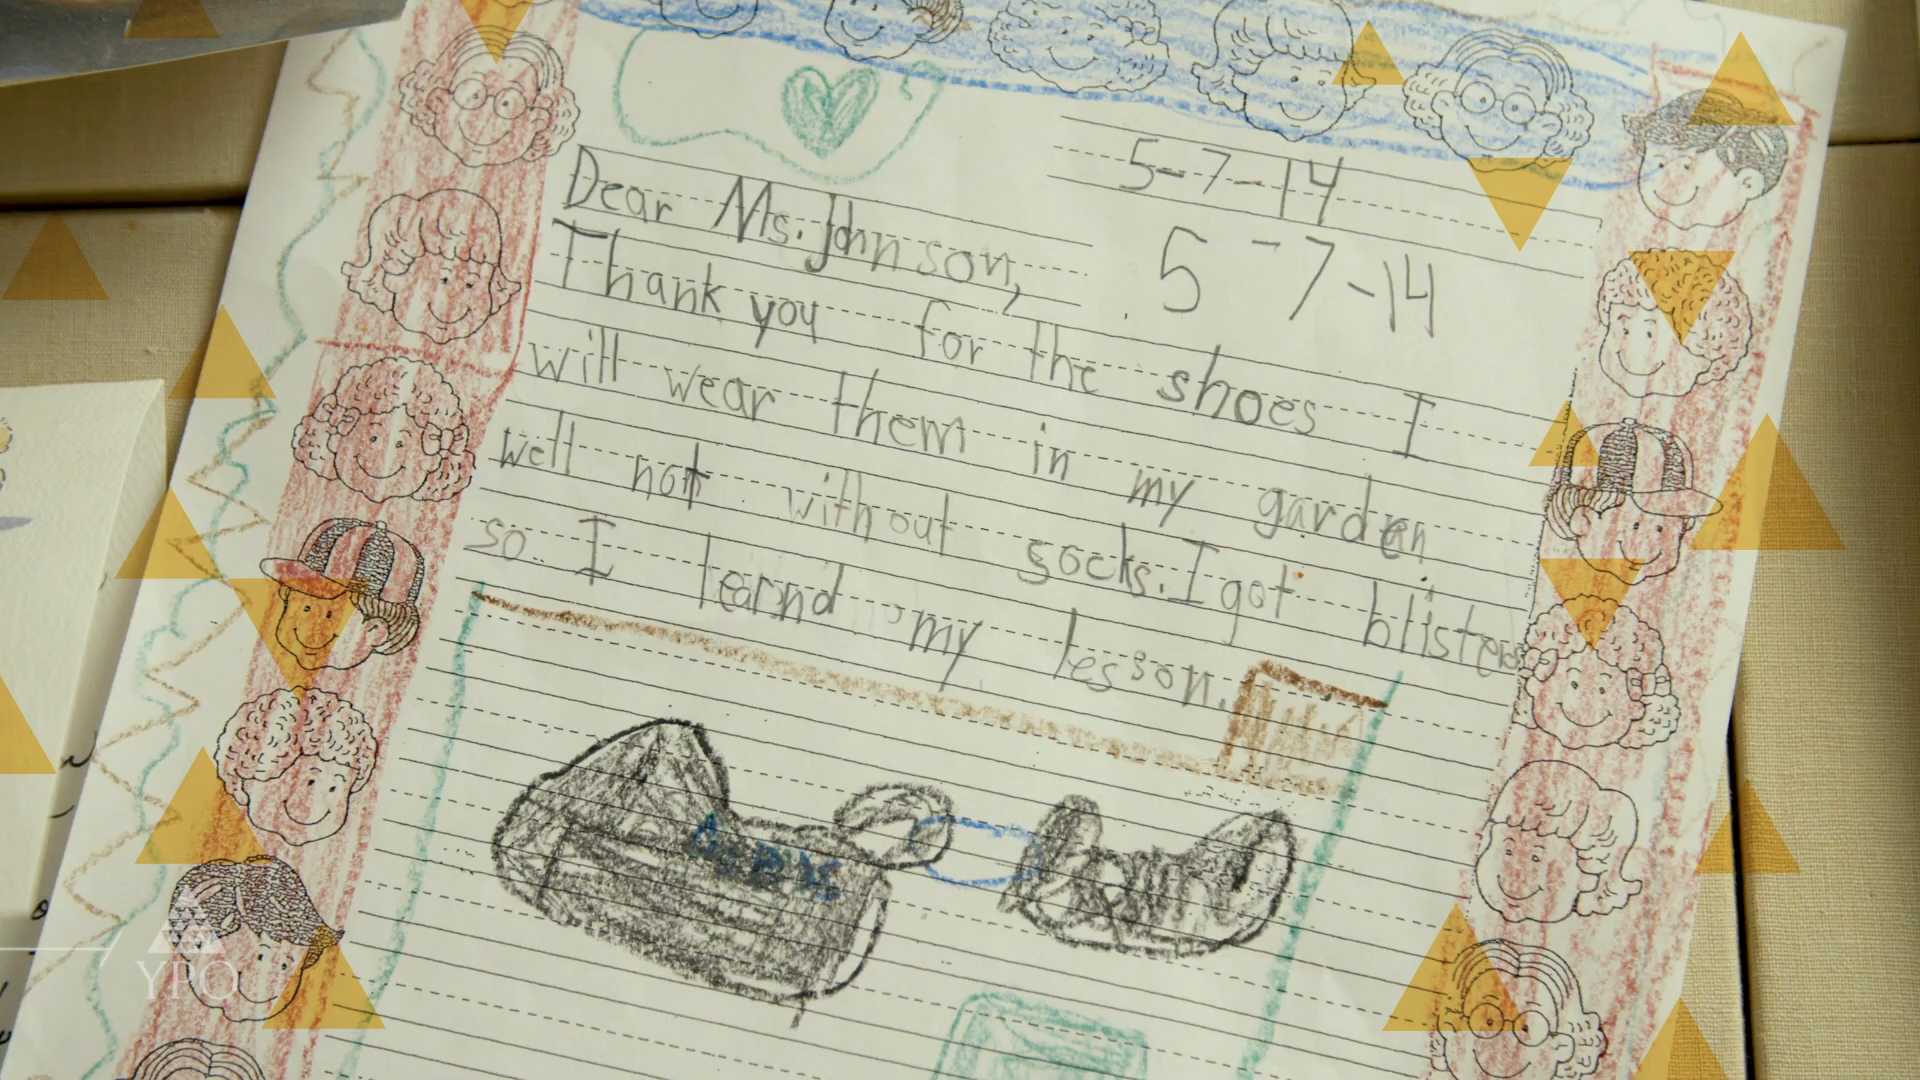 5-7-14
Dear Ms. Johnson,
5-7-14
Thank you for the shoes I
will wear them in my garden
well not without socks. I got blisters
so I learnd my lesson.
YPO